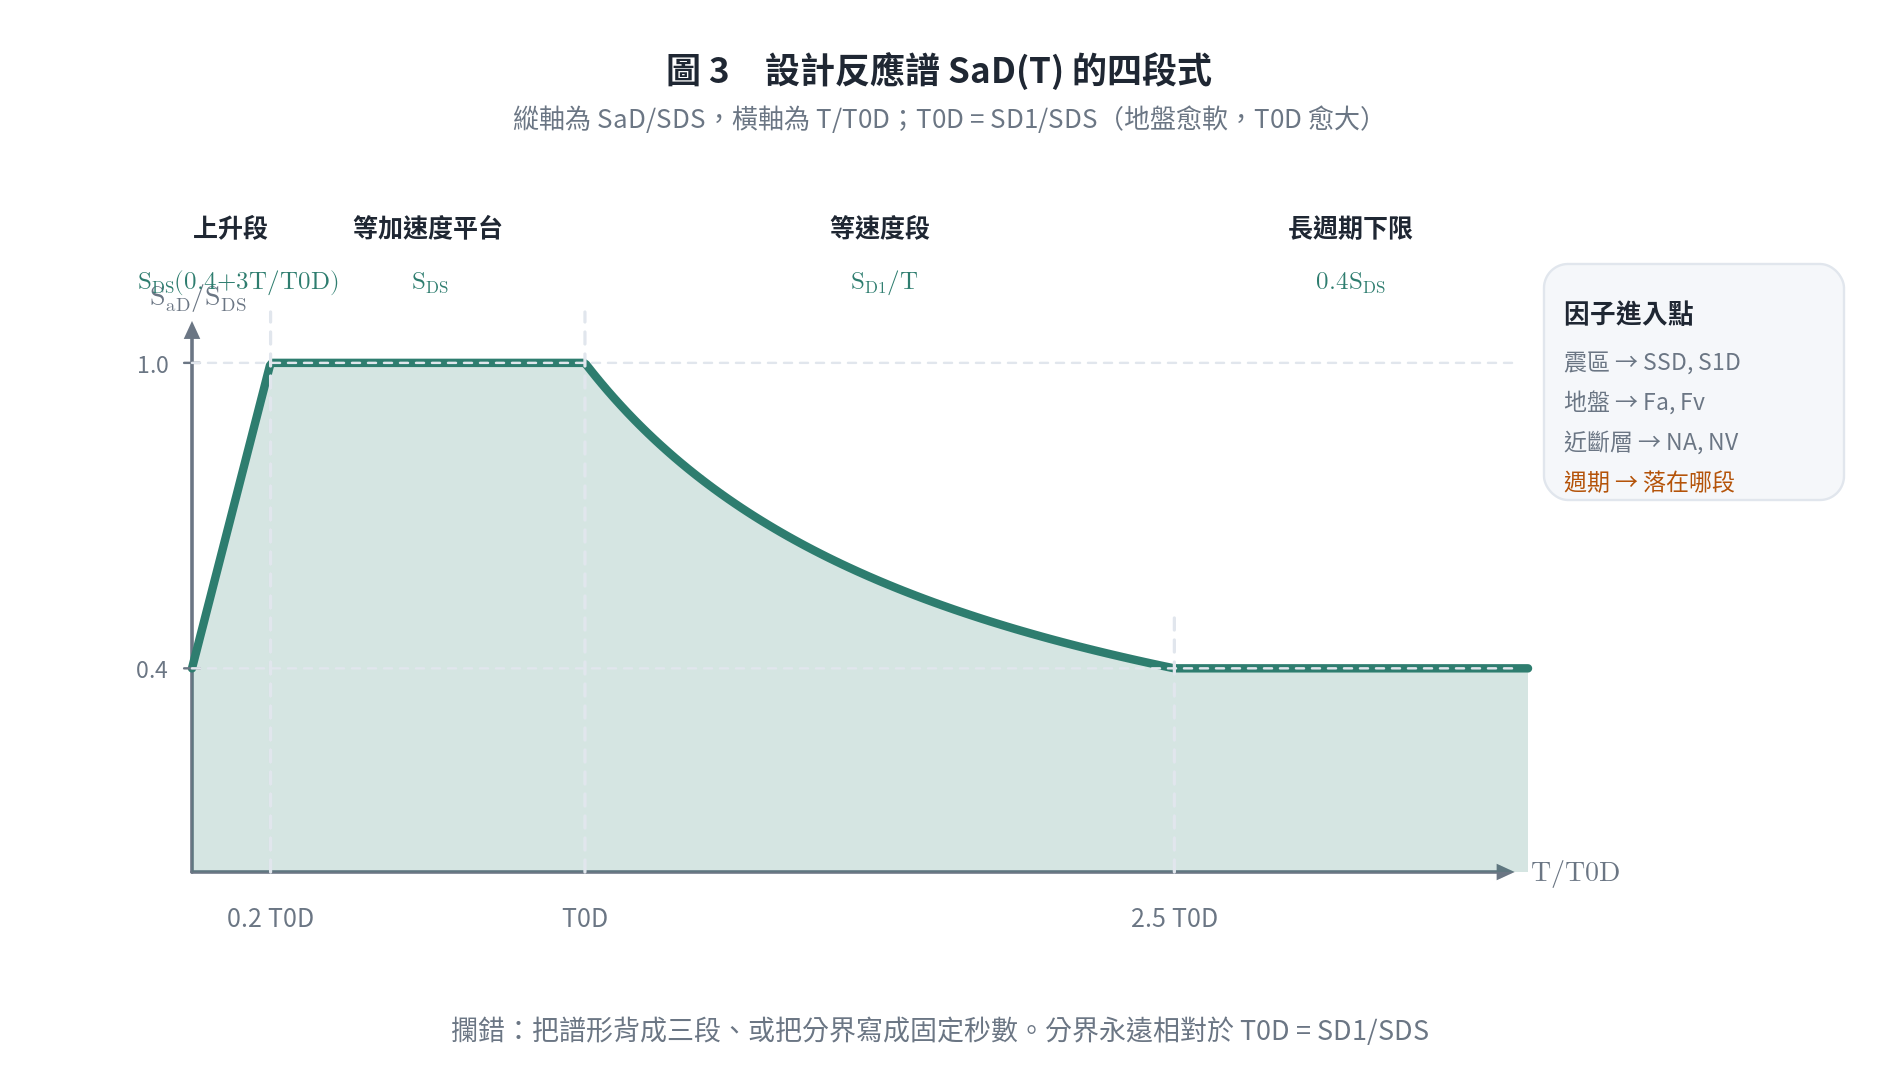 圖 3　設計反應譜 SaD(T) 的四段式
縱軸為 SaD/SDS，橫軸為 T/T0D；T0D = SD1/SDS（地盤愈軟，T0D 愈大）
上升段
等加速度平台
等速度段
長週期下限
S_DS(0.4+3T/T0D)
S_DS
S_D1/T
0.4S_DS
S_aD/S_DS
1.0
0.4
因子進入點
震區 → SSD, S1D
地盤 → Fa, Fv
近斷層 → NA, NV
週期 → 落在哪段
T/T0D
0.2 T0D
T0D
2.5 T0D
攔錯：把譜形背成三段、或把分界寫成固定秒數。分界永遠相對於 T0D = SD1/SDS